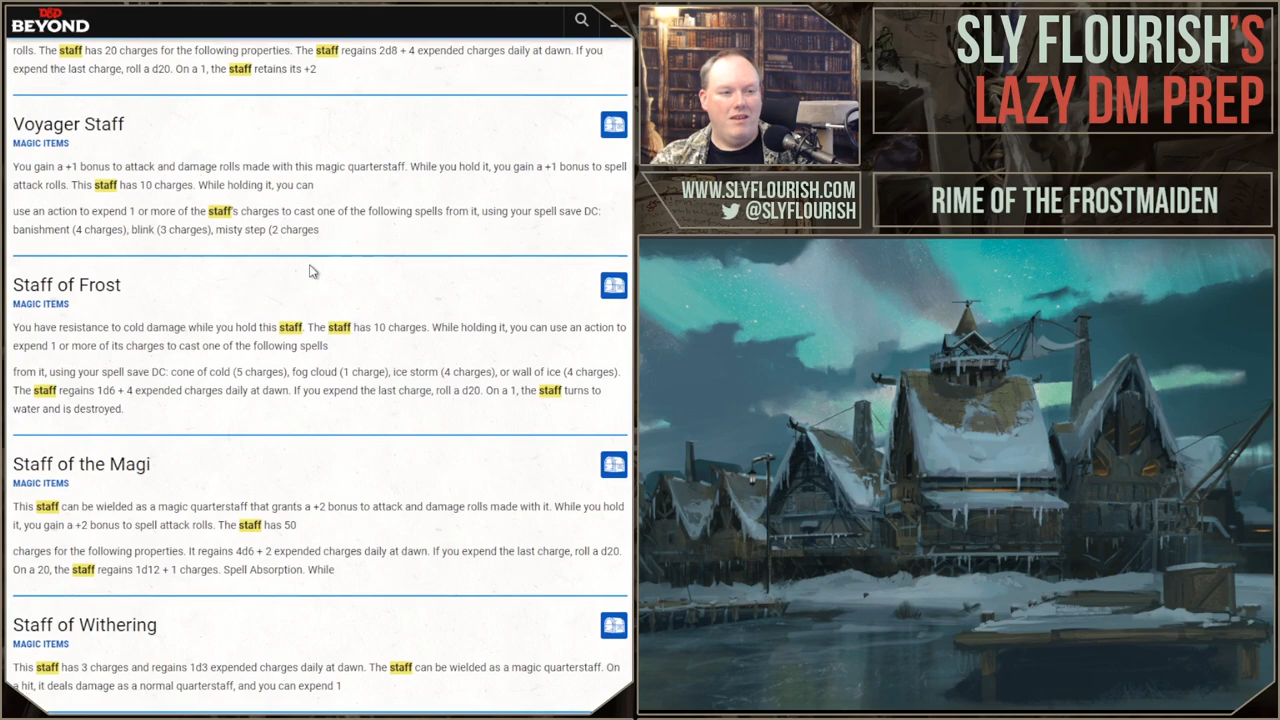 D&D
BEYOND
rolls. The staff has 20 charges for the following properties. The staff regains 2d8 + 4 expended charges daily at dawn. If you
expend the last charge, roll a d20. On a 1, the staff retains its +2
Voyager Staff
MAGIC ITEMS
You gain a +1 bonus to attack and damage rolls made with this magic quarterstaff. While you hold it, you gain a +1 bonus to spell
attack rolls. This staff has 10 charges. While holding it, you can
use an action to expend 1 or more of the staff's charges to cast one of the following spells from it, using your spell save DC:
banishment (4 charges), blink (3 charges), misty step (2 charges
Staff of Frost
MAGIC ITEMS
You have resistance to cold damage while you hold this staff. The staff has 10 charges. While holding it, you can use an action to
expend 1 or more of its charges to cast one of the following spells
from it, using your spell save DC: cone of cold (5 charges), fog cloud (1 charge), ice storm (4 charges), or wall of ice (4 charges).
The staff regains 1d6 + 4 expended charges daily at dawn. If you expend the last charge, roll a d20. On a 1, the staff turns to
water and is destroyed.
Staff of the Magi
MAGIC ITEMS
This staff can be wielded as a magic quarterstaff that grants a +2 bonus to attack and damage rolls made with it. While you hold
it, you gain a +2 bonus to spell attack rolls. The staff has 50
charges for the following properties. It regains 4d6 + 2 expended charges daily at dawn. If you expend the last charge, roll a d20.
On a 20, the staff regains 1d12 + 1 charges. Spell Absorption. While
Staff of Withering
MAGIC ITEMS
This staff has 3 charges and regains 1d3 expended charges daily at dawn. The staff can be wielded as a magic quarterstaff. On
a hit, it deals damage as a normal quarterstaff, and you can expend 1
SLY FLOURISH'S
LAZY DM PREP
WWW.SLYFLOURISH.COM
@SLYFLOURISH
RIME OF THE FROSTMAIDEN